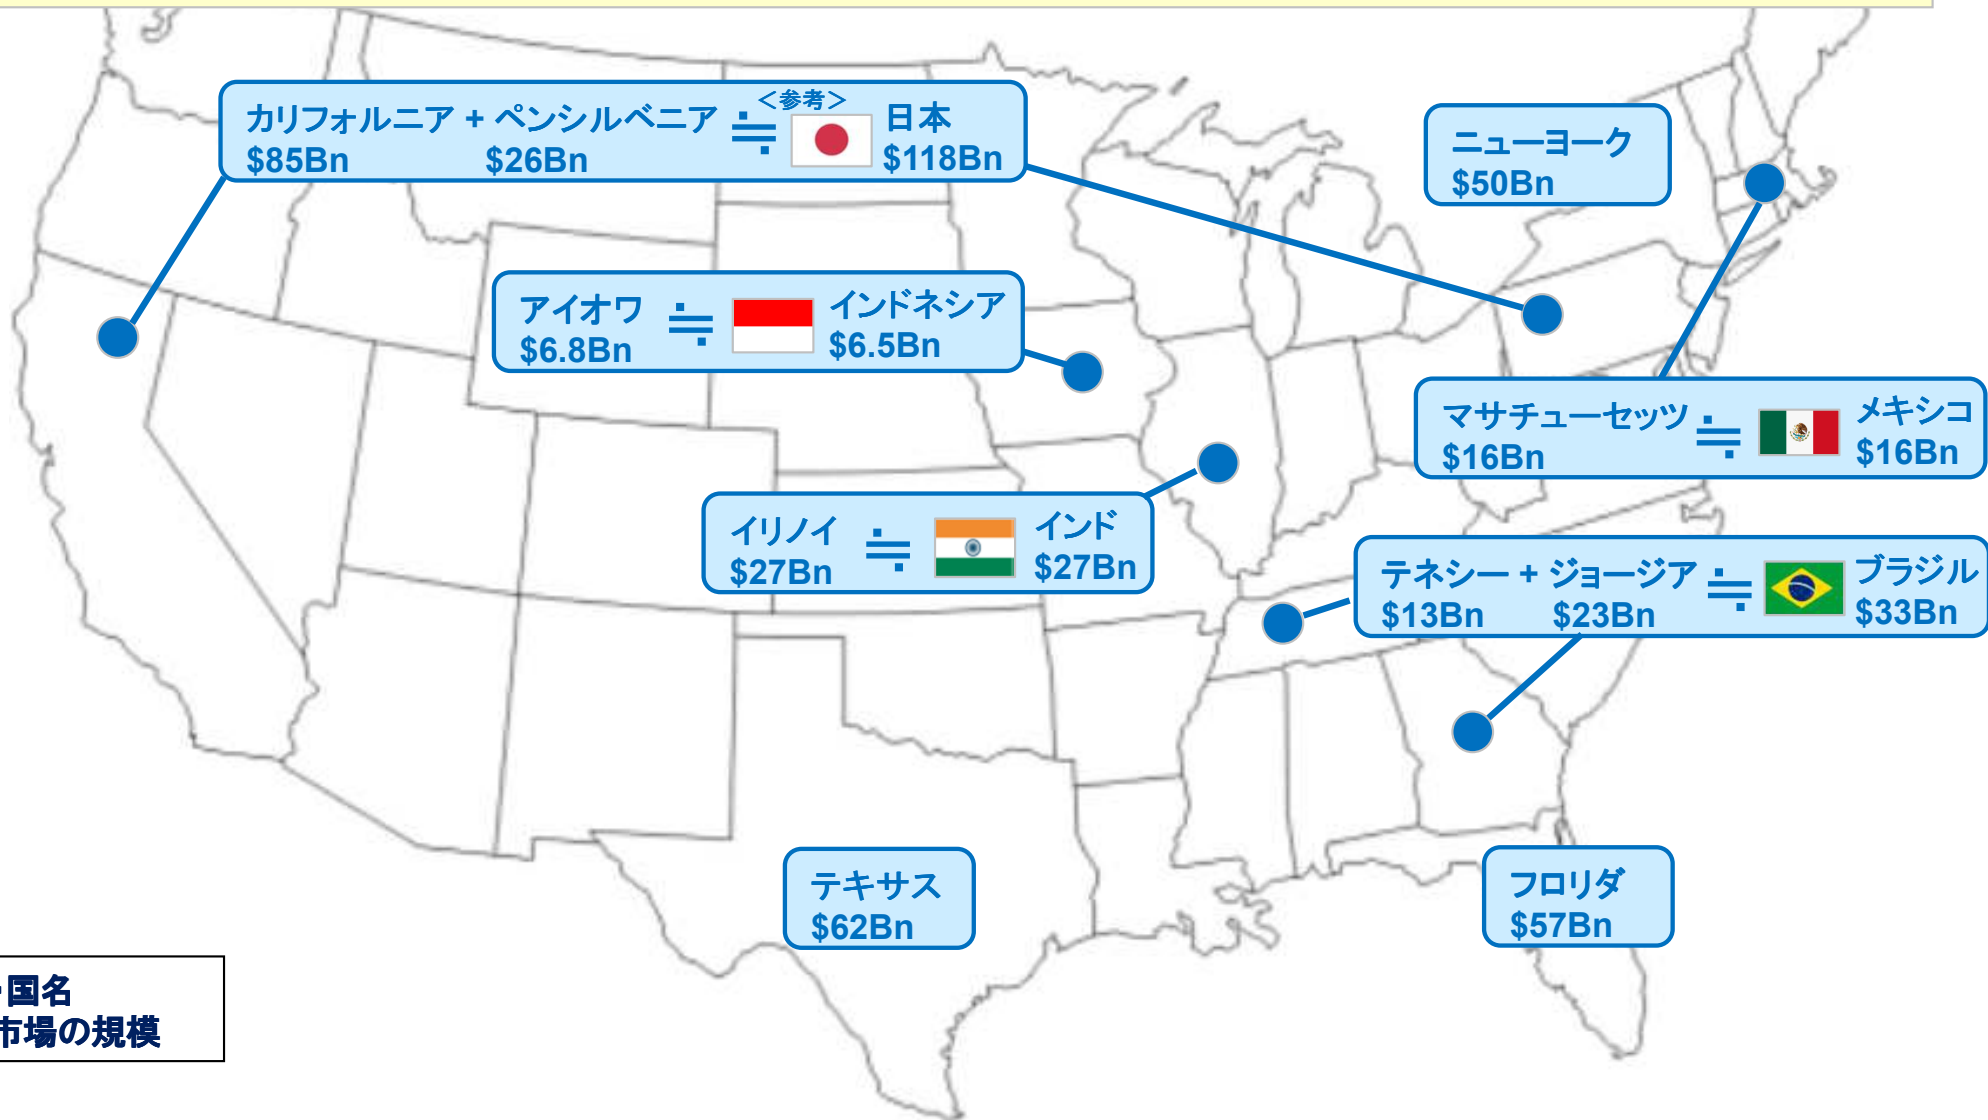 カリフォルニア + ペンシルベニア ≒ <参考> 日本
$85Bn $26Bn $118Bn
ニューヨーク
$50Bn
アイオワ ≒ インドネシア
$6.8Bn $6.5Bn
マサチューセッツ ≒ メキシコ
$16Bn $16Bn
イリノイ ≒ インド
$27Bn $27Bn
テネシー + ジョージア ≒ ブラジル
$13Bn $23Bn $33Bn
テキサス
$62Bn
フロリダ
$57Bn
国名
市場の規模